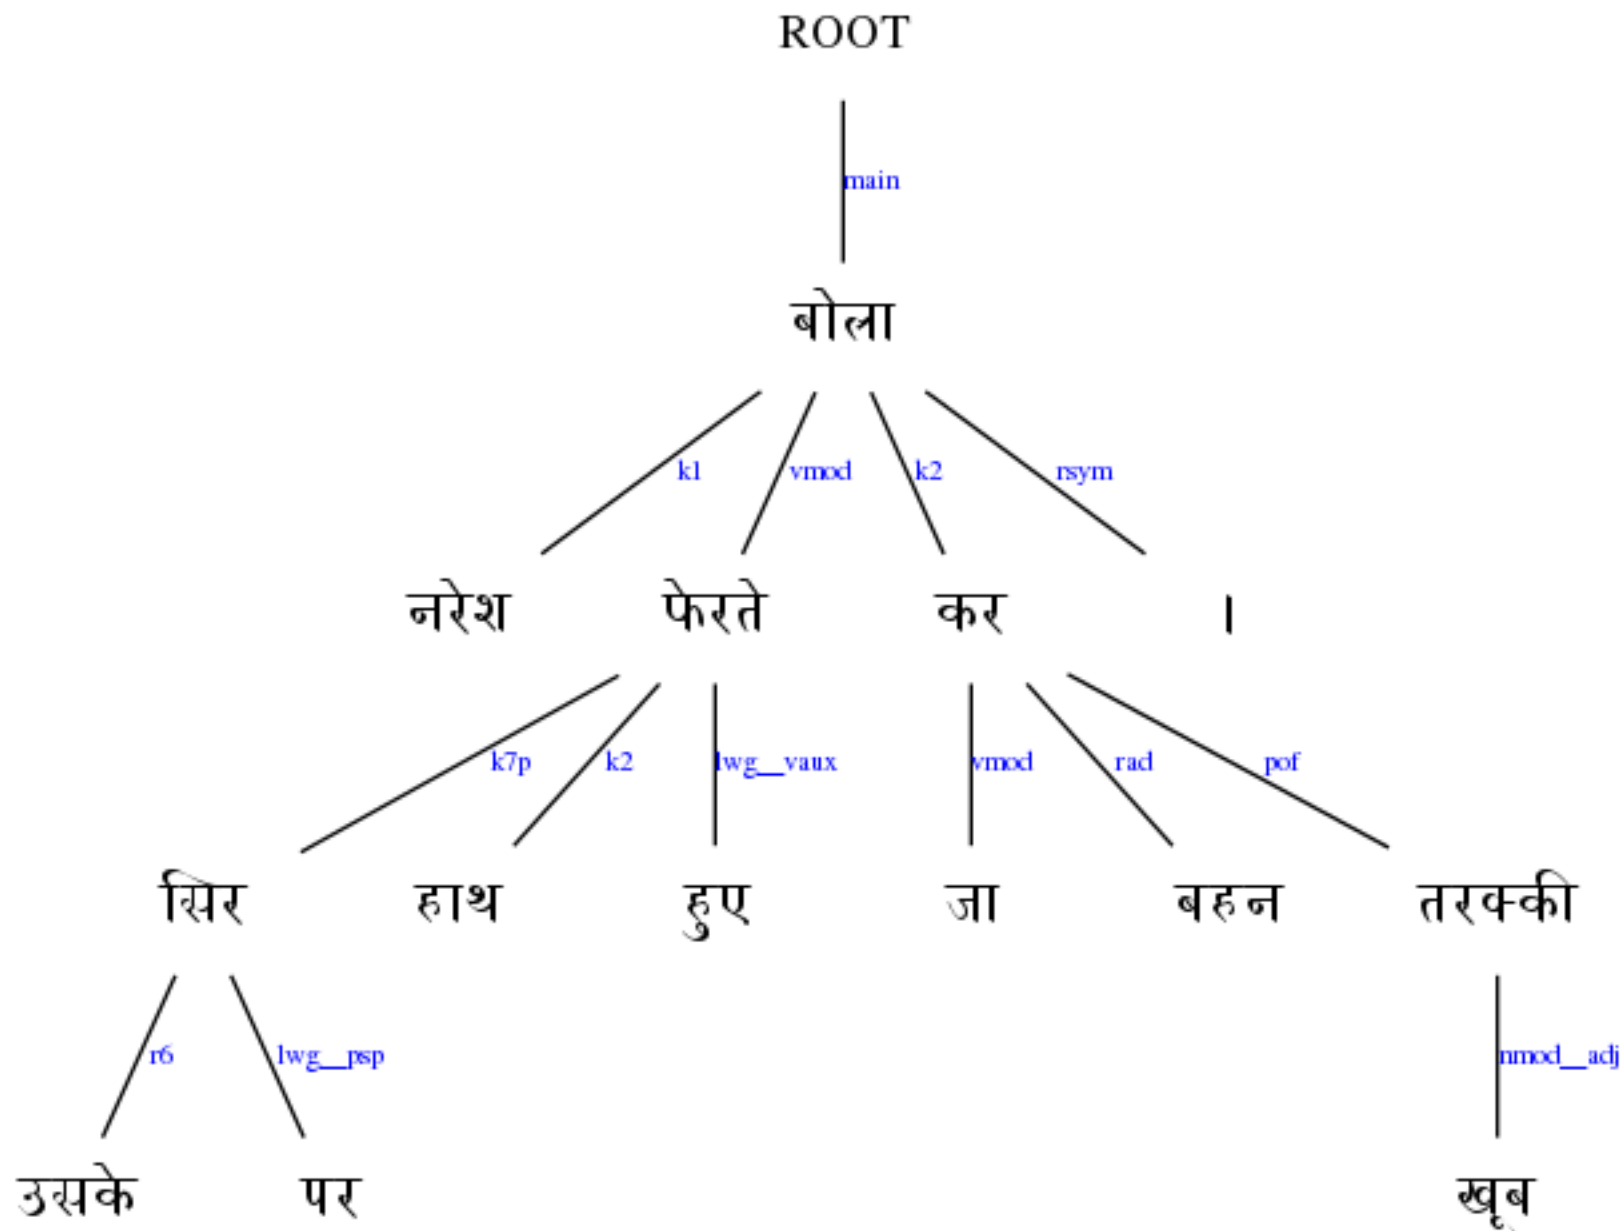 ROOT
main
बोला
k1 vmod k2 rsym
नरेश फेरते कर ।
k7p k2 lwg__vaux vmod rad pof
सिर हाथ हुए जा बहन तरक्की
r6 lwg__psp nmod__adj
उसके पर खूब